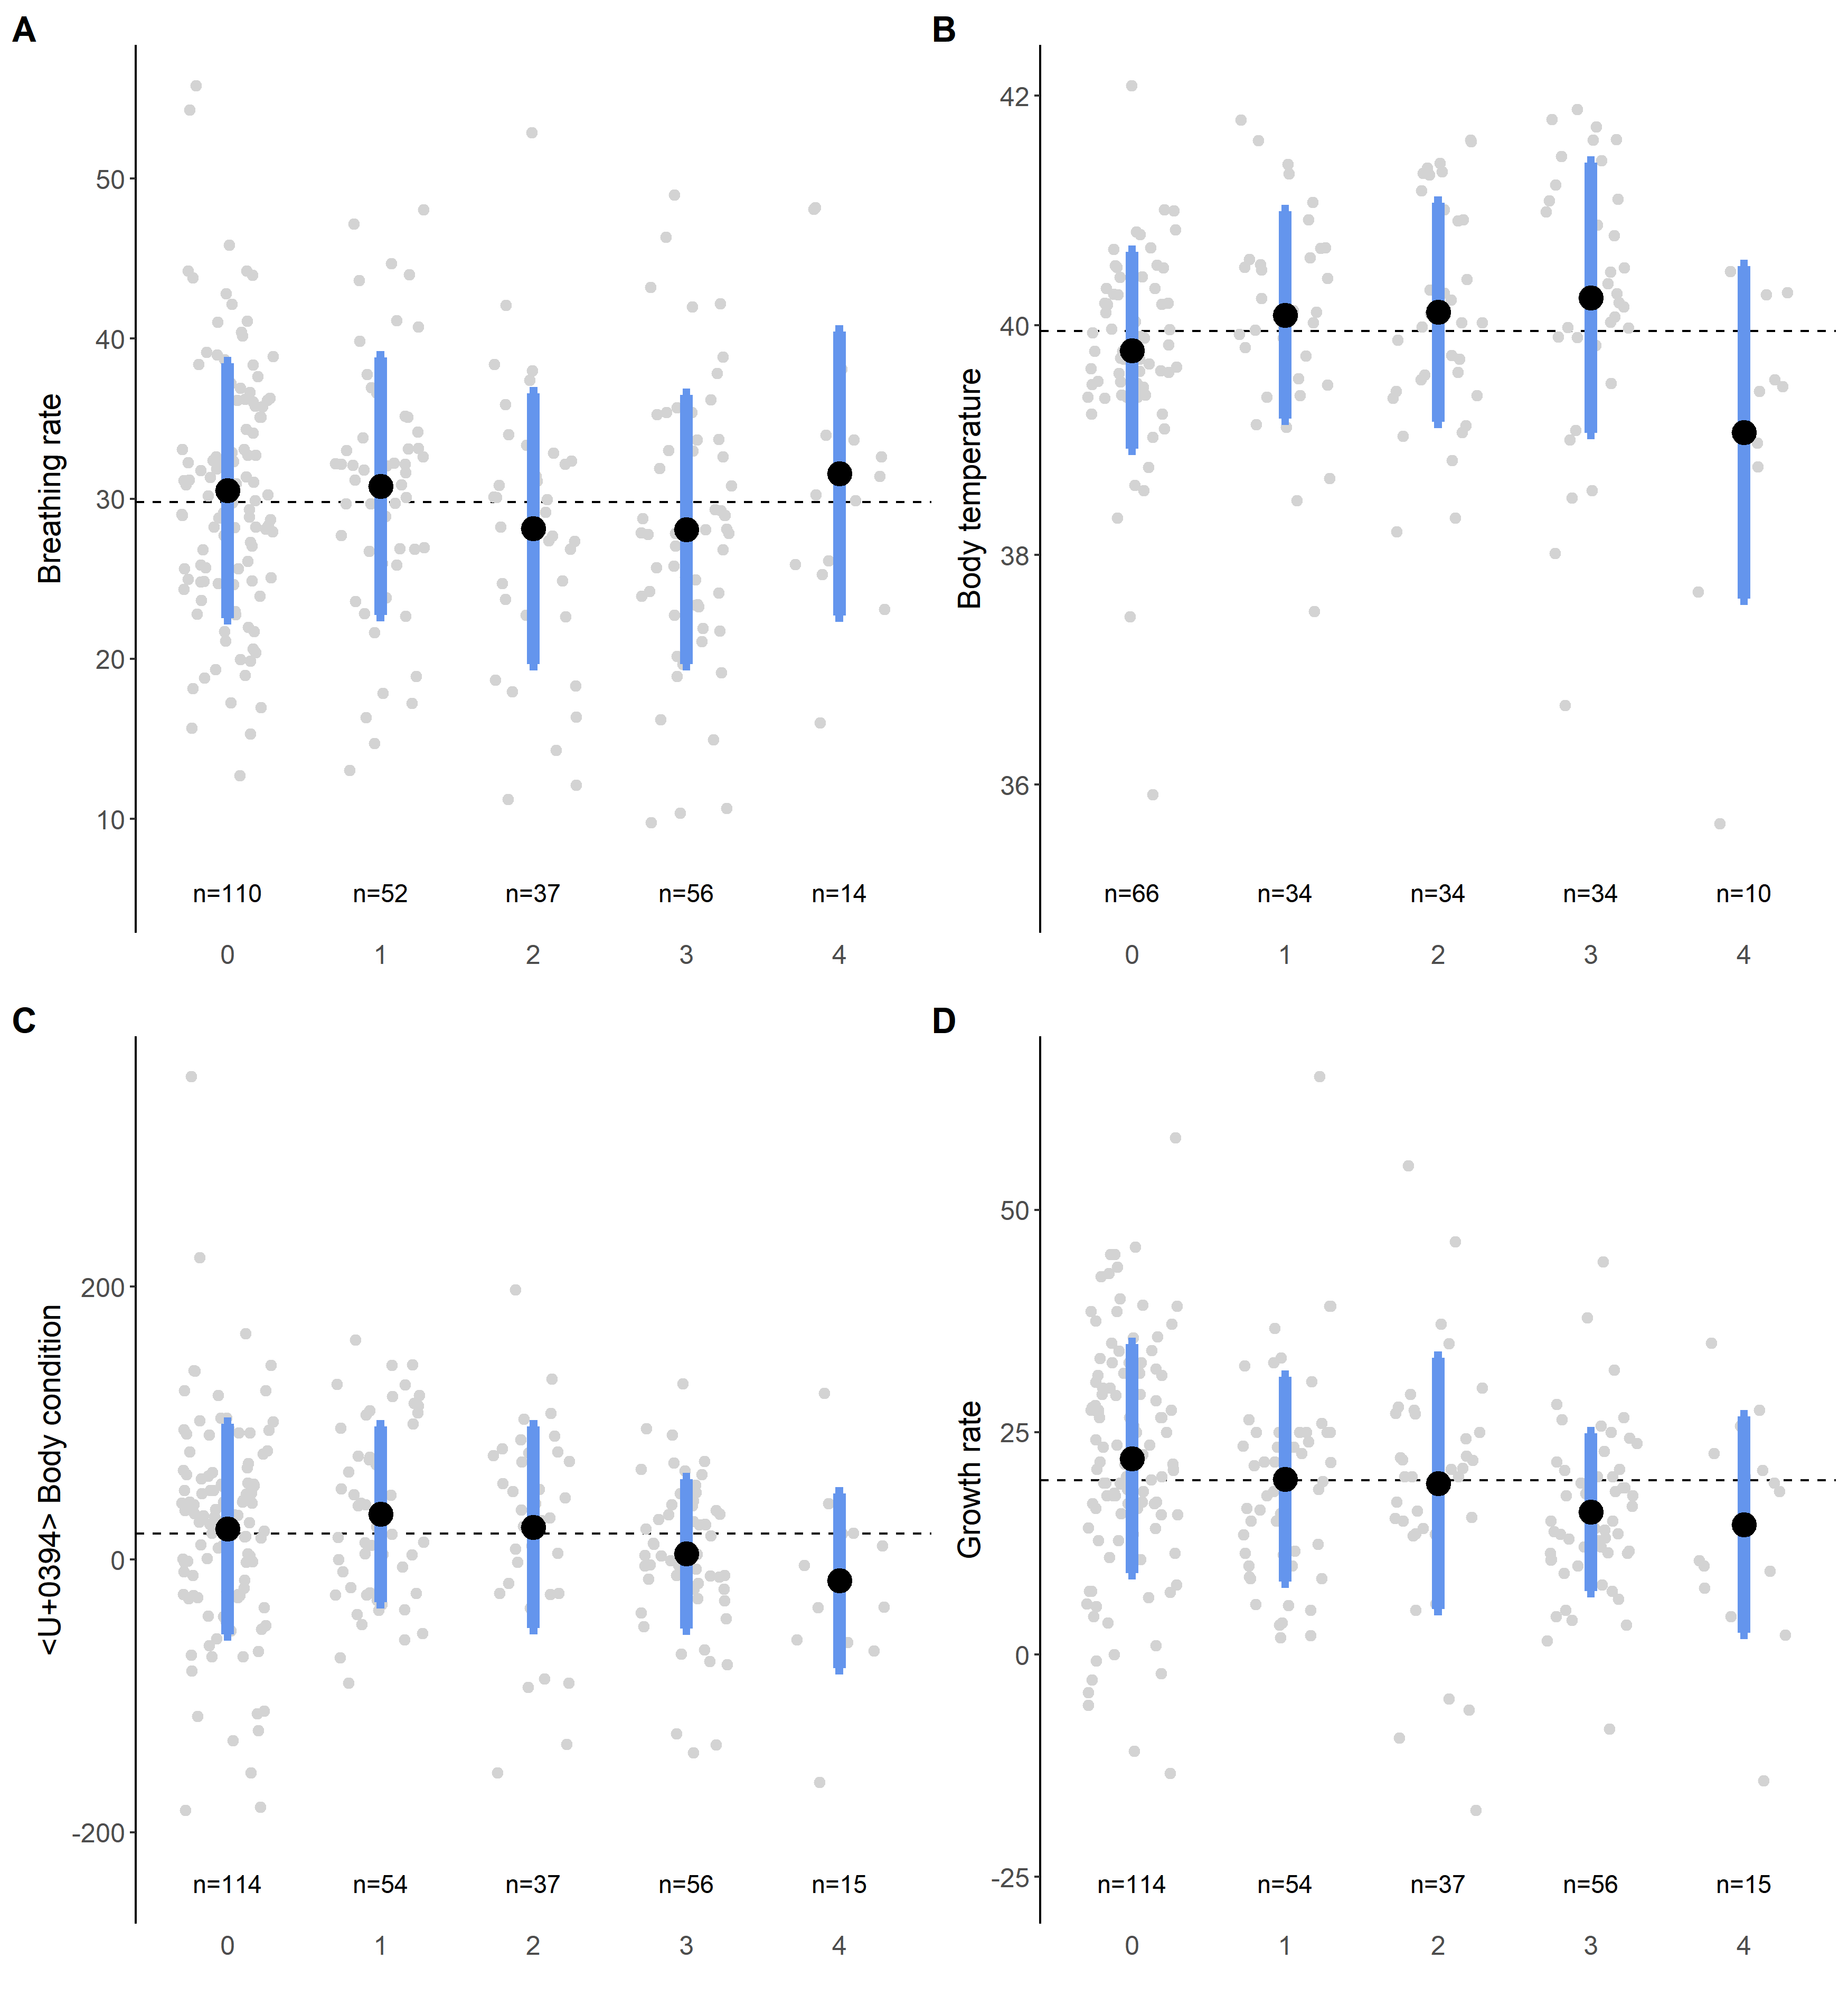 A
Breathing rate
50
40
30
20
10
n=110 n=52 n=37 n=56 n=14
0 1 2 3 4
B
Body temperature
42
40
38
36
n=66 n=34 n=34 n=34 n=10
0 1 2 3 4
C
<U+0394> Body condition
200
0
-200
n=114 n=54 n=37 n=56 n=15
0 1 2 3 4
D
Growth rate
50
25
0
-25
n=114 n=54 n=37 n=56 n=15
0 1 2 3 4